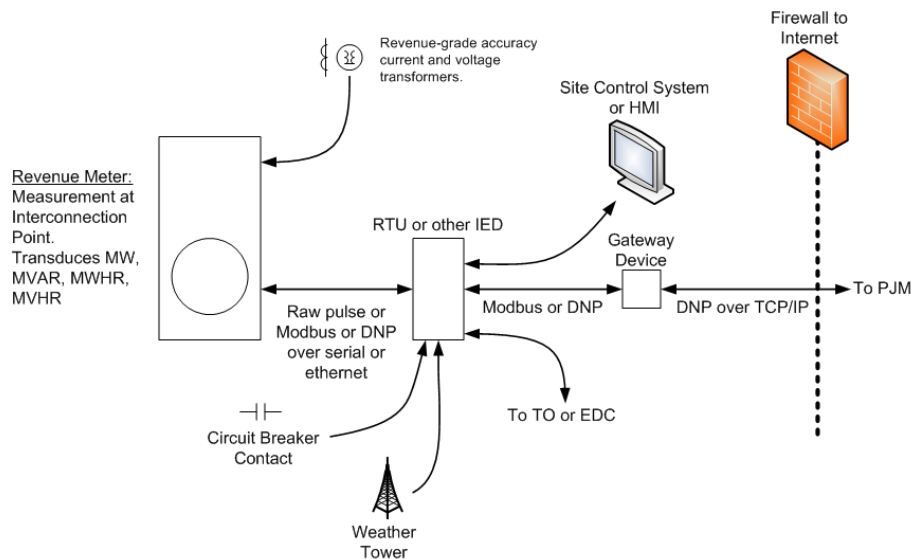 Firewall to
Internet
Revenue-grade accuracy
current and voltage
transformers.
Site Control System
or HMI
Revenue Meter:
Measurement at
Interconnection
Point.
Transduces MW,
MVAR, MWHR,
MVHR
RTU or other IED
Gateway
Device
To PJM
Raw pulse or
Modbus or DNP
over serial or
ethernet
Modbus or DNP
DNP over TCP/IP
To TO or EDC
Circuit Breaker
Contact
Weather
Tower